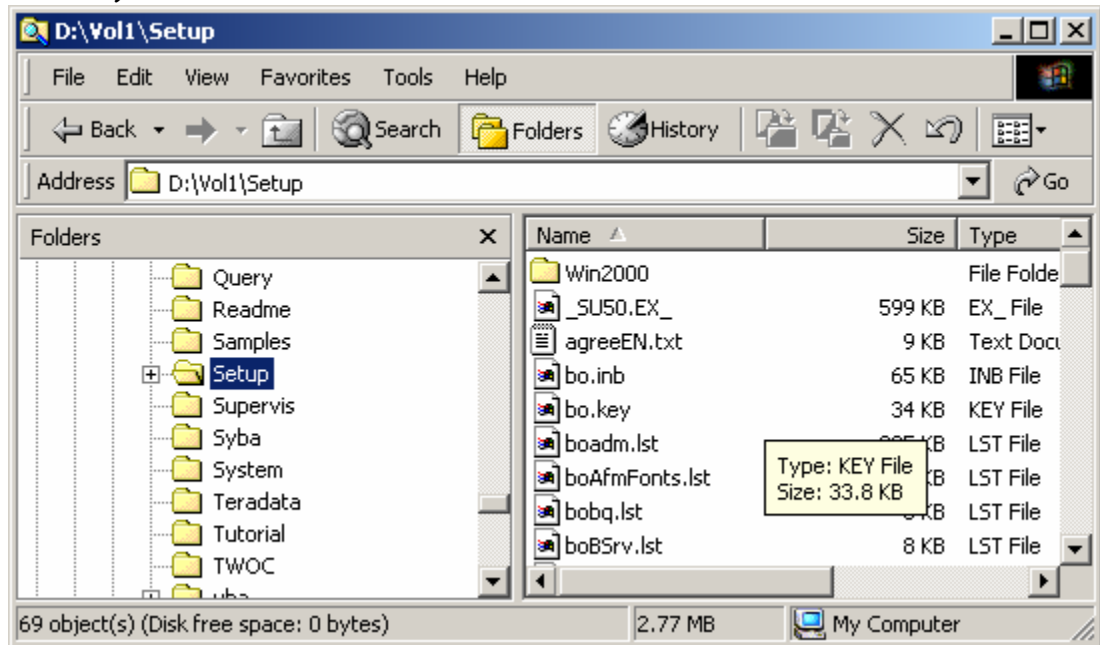 D:\Vol1\Setup
File Edit View Favorites Tools Help
Back Search Folders History
Address D:\Vol1\Setup Go
Folders
Query
Readme
Samples
Setup
Supervis
Syba
System
Teradata
Tutorial
TWOC
Name Size Type
Win2000 File Folde
_SU50.EX_ 599 KB EX_ File
agreeEN.txt 9 KB Text Docu
bo.inb 65 KB INB File
bo.key 34 KB KEY File
boadm.lst KB LST File
boAfmFonts.lst KB LST File
bobq.lst KB LST File
boBSrv.lst 8 KB LST File
Type: KEY File
Size: 33.8 KB
69 object(s) (Disk free space: 0 bytes) 2.77 MB My Computer